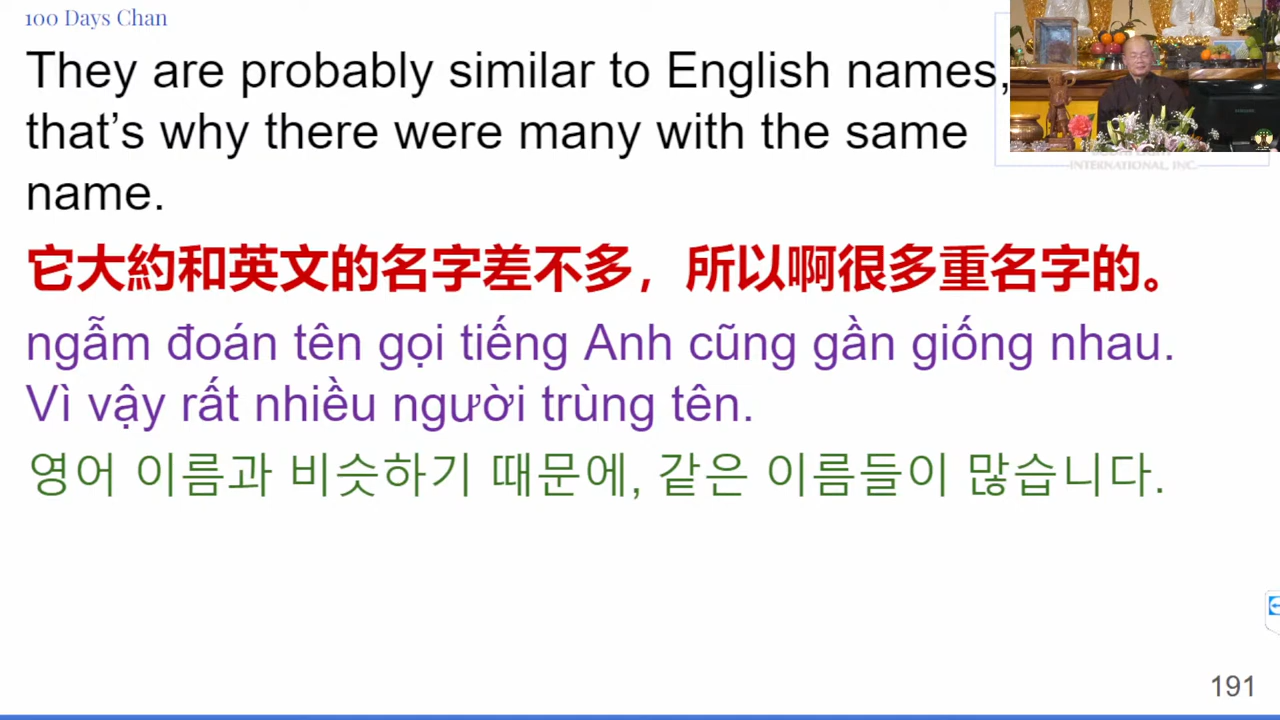 100 Days Chan
They are probably similar to English names,
that's why there were many with the same
name.
它大約和英文的名字差不多，所以啊很多重名字的。
ngẫm đoán tên gọi tiếng Anh cũng gần giống nhau.
Vì vậy rất nhiều người trùng tên.
영어 이름과 비슷하기 때문에, 같은 이름들이 많습니다.
INTERNATIONAL, INC.
191